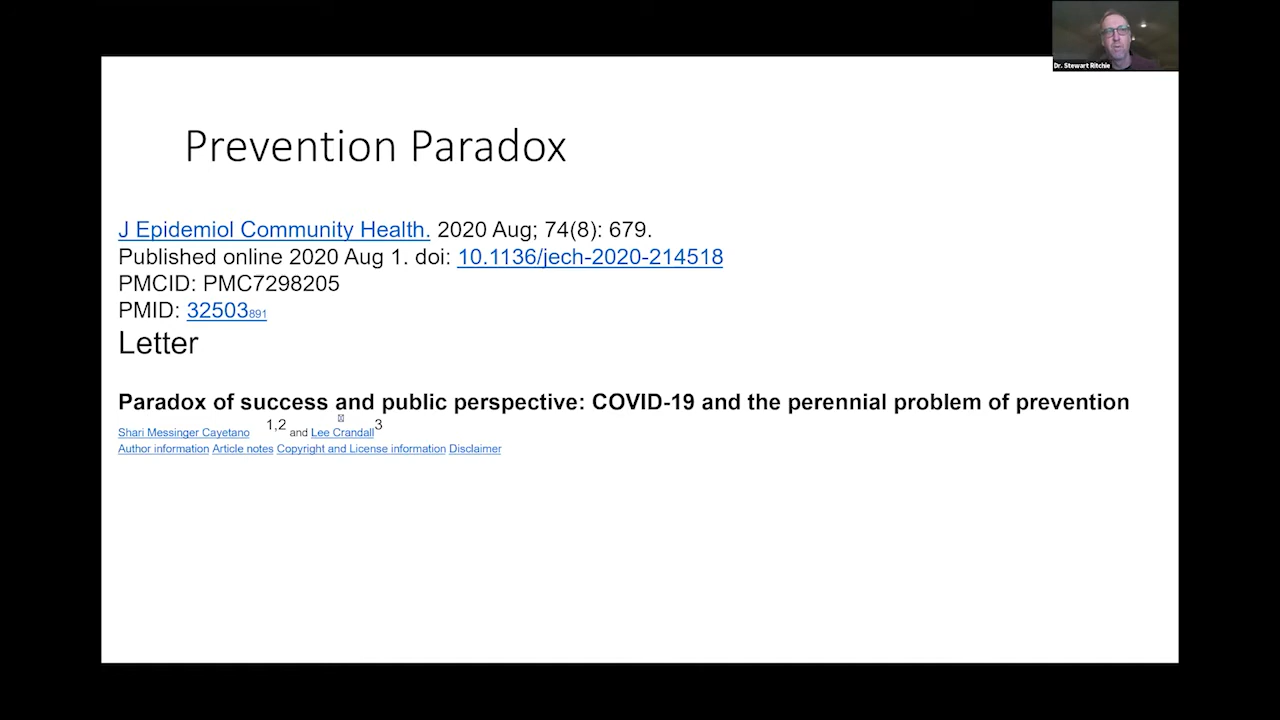 Dr. Stewart Ritchie
Prevention Paradox
J Epidemiol Community Health. 2020 Aug; 74(8): 679.
Published online 2020 Aug 1. doi: 10.1136/jech-2020-214518
PMCID: PMC7298205
PMID: 32503891
Letter
Paradox of success and public perspective: COVID-19 and the perennial problem of prevention
Shari Messinger Cayetano 1,2 and Lee Crandall 3
Author information Article notes Copyright and License information Disclaimer